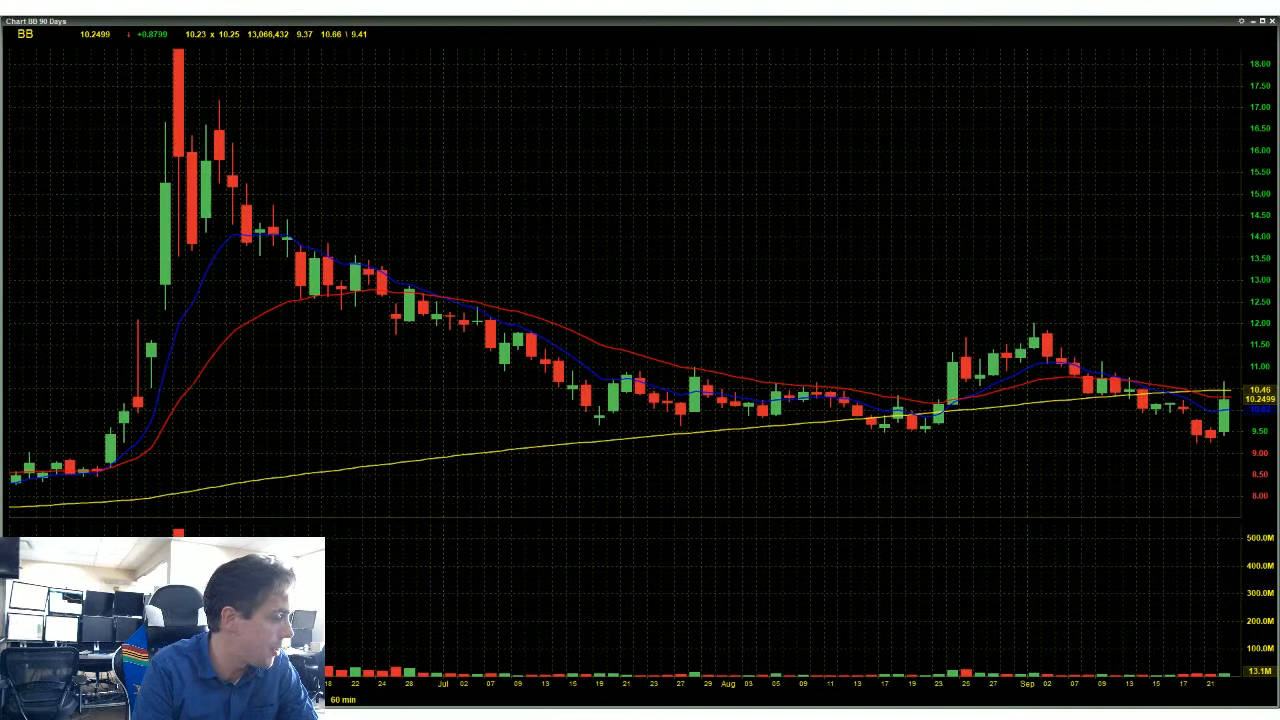 Chart BB 90 Days
BB 10.2499 ↓ +0.8799 10.23 x 10.25 13,066,432 9.37 10.66 \ 9.41
18.00
17.50
17.00
16.50
16.00
15.50
15.00
14.50
14.00
13.50
13.00
12.50
12.00
11.50
11.00
10.46
10.2499
9.50
9.00
8.50
8.00
500.0M
400.0M
300.0M
200.0M
100.0M
13.1M
18 22 24 28 Jul 02 07 09 13 15 19 21 23 27 29 Aug 03 05 09 11 13 17 19 23 25 27 Sep 02 07 09 13 15 17 21
60 min